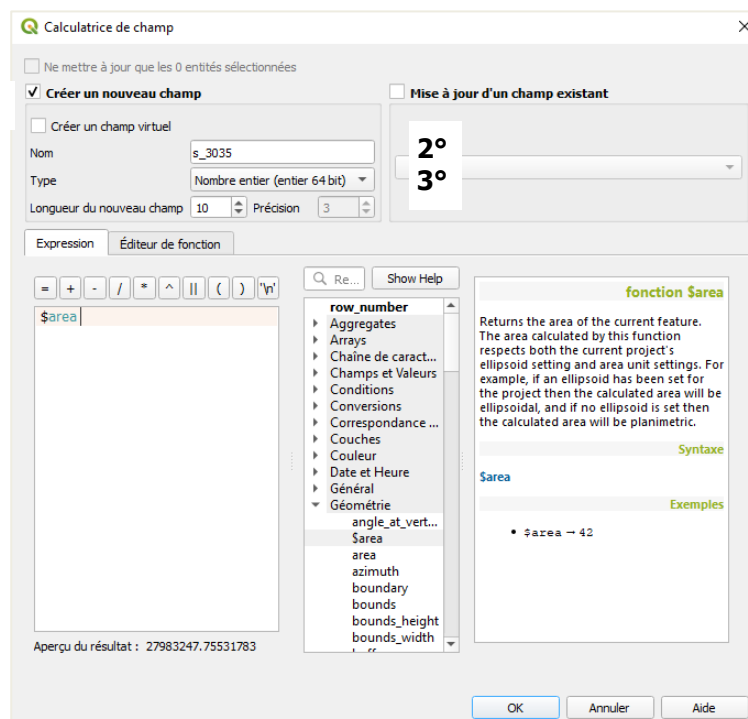 Calculatrice de champ
Ne mettre à jour que les 0 entités sélectionnées
Créer un nouveau champ
Mise à jour d'un champ existant
Créer un champ virtuel
Nom s_3035
Type Nombre entier (entier 64 bit)
Longueur du nouveau champ 10 Précision 3
2°
3°
Expression Éditeur de fonction
= + - / * ^ || ( ) '\n'
$area
Aperçu du résultat : 27983247.75531783
Re... Show Help
row_number
Aggregates
Arrays
Chaîne de caract...
Champs et Valeurs
Conditions
Conversions
Correspondance ...
Couches
Couleur
Date et Heure
Général
Géométrie
angle_at_vert...
$area
area
azimuth
boundary
bounds
bounds_height
bounds_width
fonction $area
Returns the area of the current feature.
The area calculated by this function
respects both the current project's
ellipsoid setting and area unit settings. For
example, if an ellipsoid has been set for
the project then the calculated area will be
ellipsoidal, and if no ellipsoid is set then
the calculated area will be planimetric.
Syntaxe
$area
Exemples
• $area → 42
OK Annuler Aide